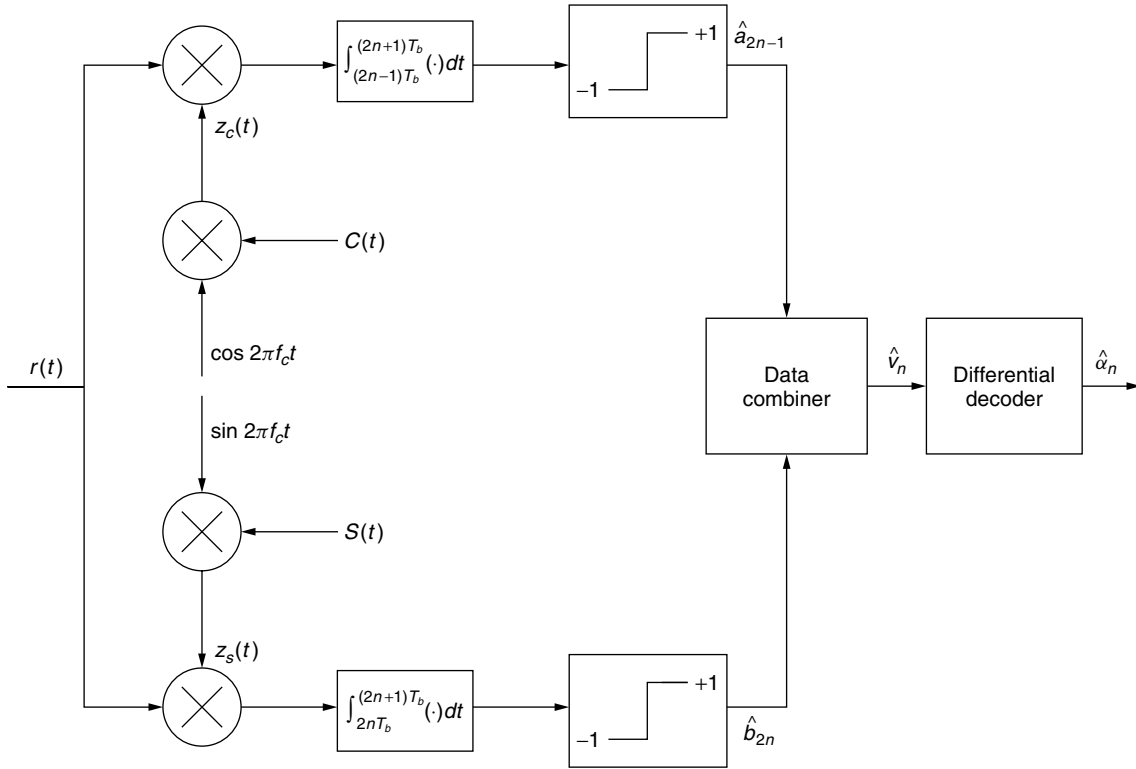 ∫_{(2n−1)T_b}^{(2n+1)T_b} (·)dt
+1
−1
â_{2n−1}
z_c(t)
C(t)
cos 2πf_ct
r(t)
sin 2πf_ct
Data
combiner
v̂_n
Differential
decoder
α̂_n
S(t)
z_s(t)
∫_{2nT_b}^{(2n+1)T_b} (·)dt
+1
−1
b̂_{2n}